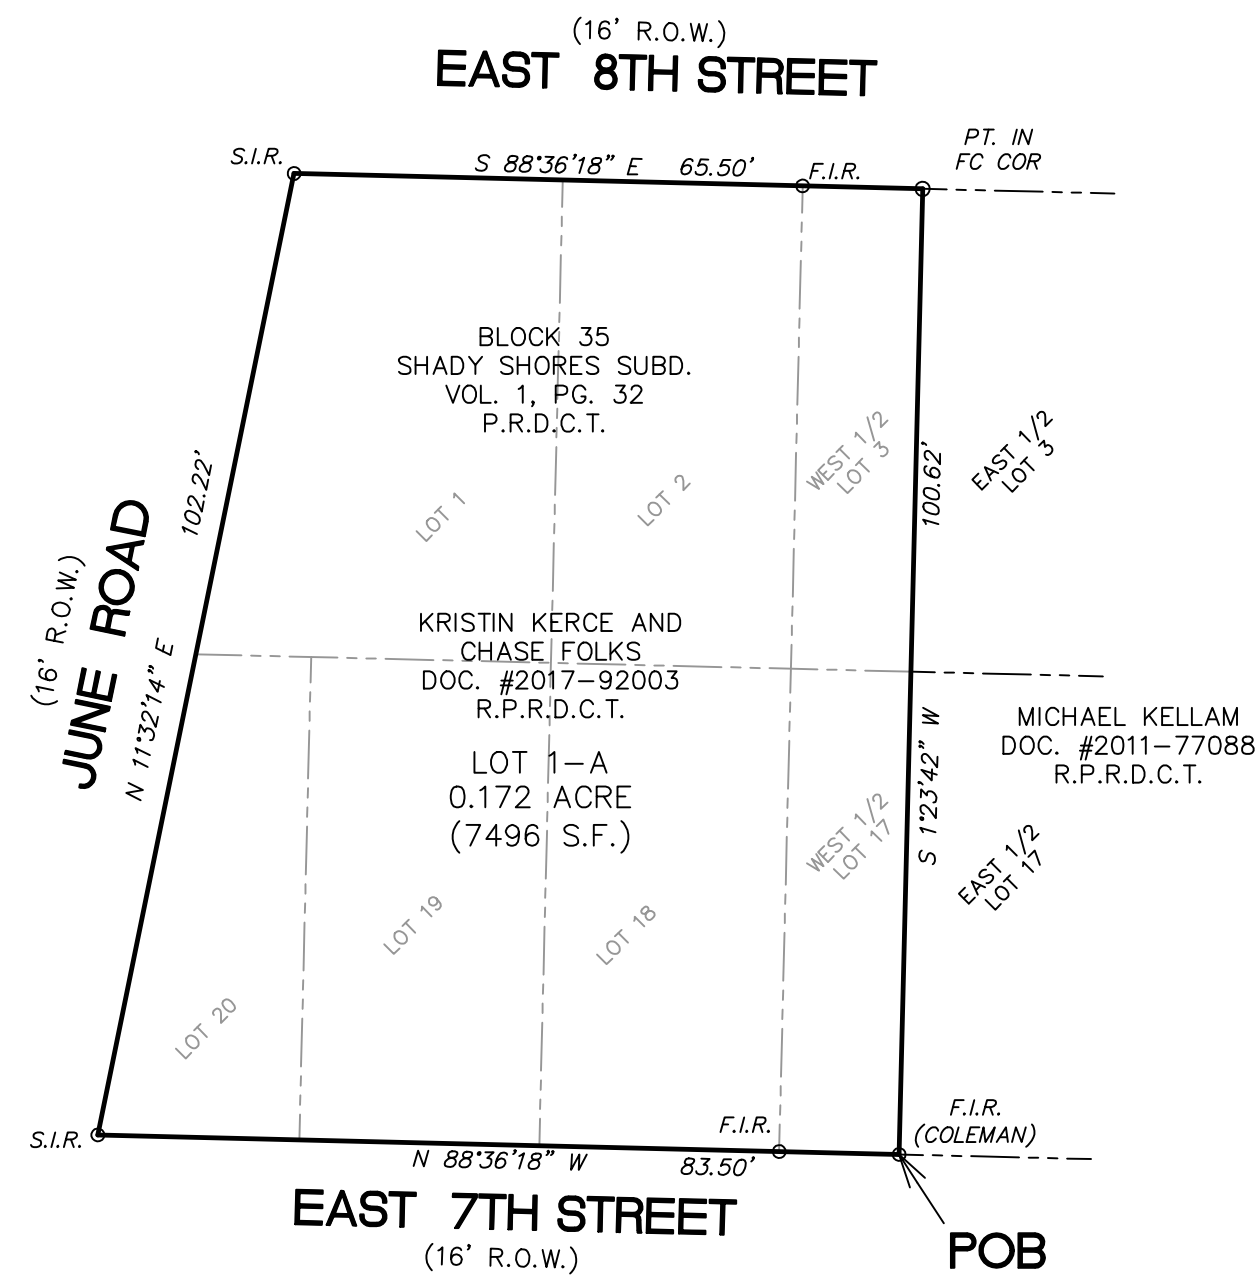 (16' R.O.W.)
EAST 8TH STREET
PT. IN
FC COR
S.I.R.
S 88°36'18" E 65.50'
F.I.R.
BLOCK 35
SHADY SHORES SUBD.
VOL. 1, PG. 32
P.R.D.C.T.
WEST 1/2
LOT 3
EAST 1/2
LOT 3
102.22'
100.62'
LOT 1
LOT 2
(16' R.O.W.)
JUNE ROAD
N 11°32'14" E
KRISTIN KERCE AND
CHASE FOLKS
DOC. #2017-92003
R.P.R.D.C.T.
LOT 1-A
0.172 ACRE
(7496 S.F.)
S 1°23'42" W
MICHAEL KELLAM
DOC. #2011-77088
R.P.R.D.C.T.
WEST 1/2
LOT 17
EAST 1/2
LOT 17
LOT 19
LOT 18
LOT 20
S.I.R.
F.I.R.
F.I.R.
(COLEMAN)
N 88°36'18" W 83.50'
EAST 7TH STREET
(16' R.O.W.)
POB